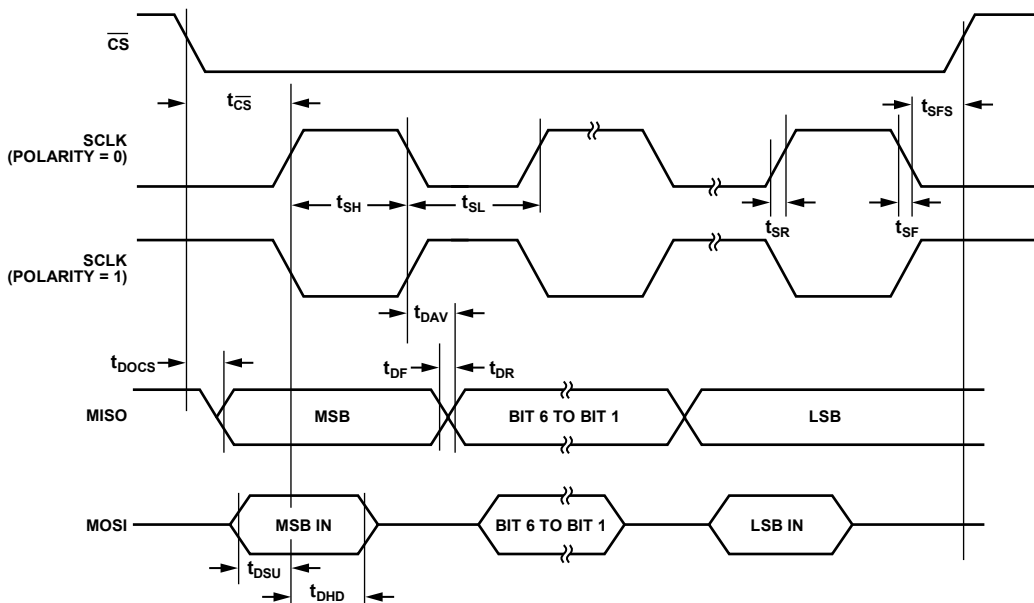 CS
tCS
tSFS
SCLK
(POLARITY = 0)
tSH
tSL
tSR
tSF
SCLK
(POLARITY = 1)
tDAV
tDOCS
tDF
tDR
MISO
MSB
BIT 6 TO BIT 1
LSB
MOSI
MSB IN
BIT 6 TO BIT 1
LSB IN
tDSU
tDHD